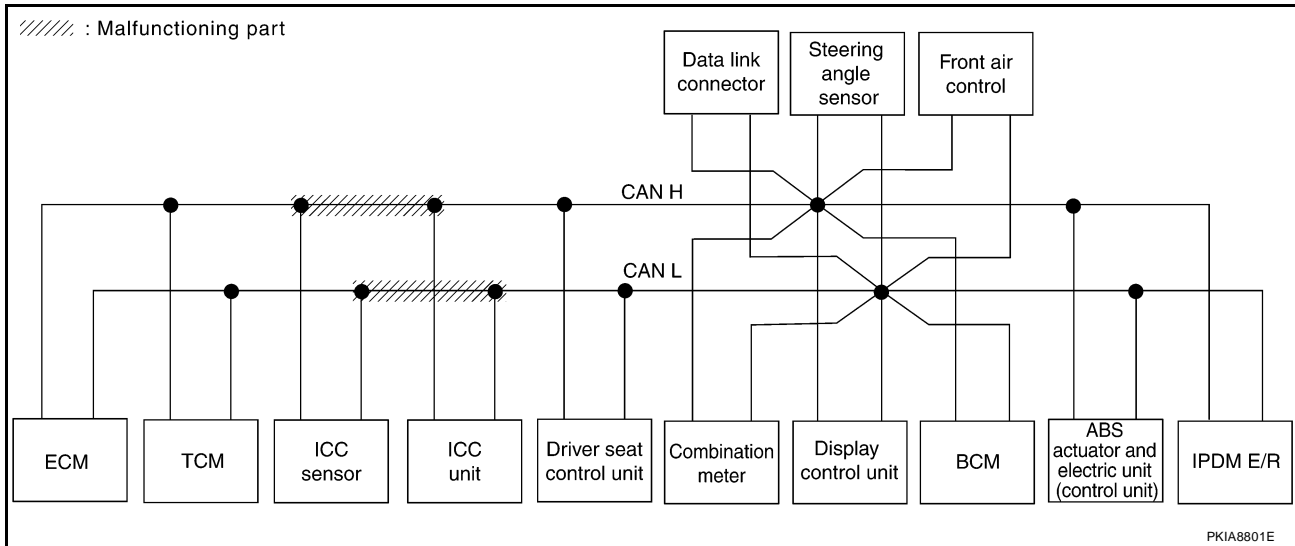 : Malfunctioning part
Data link
connector
Steering
angle
sensor
Front air
control
CAN H
CAN L
ECM
TCM
ICC
sensor
ICC
unit
Driver seat
control unit
Combination
meter
Display
control unit
BCM
ABS
actuator and
electric unit
(control unit)
IPDM E/R
PKIA8801E